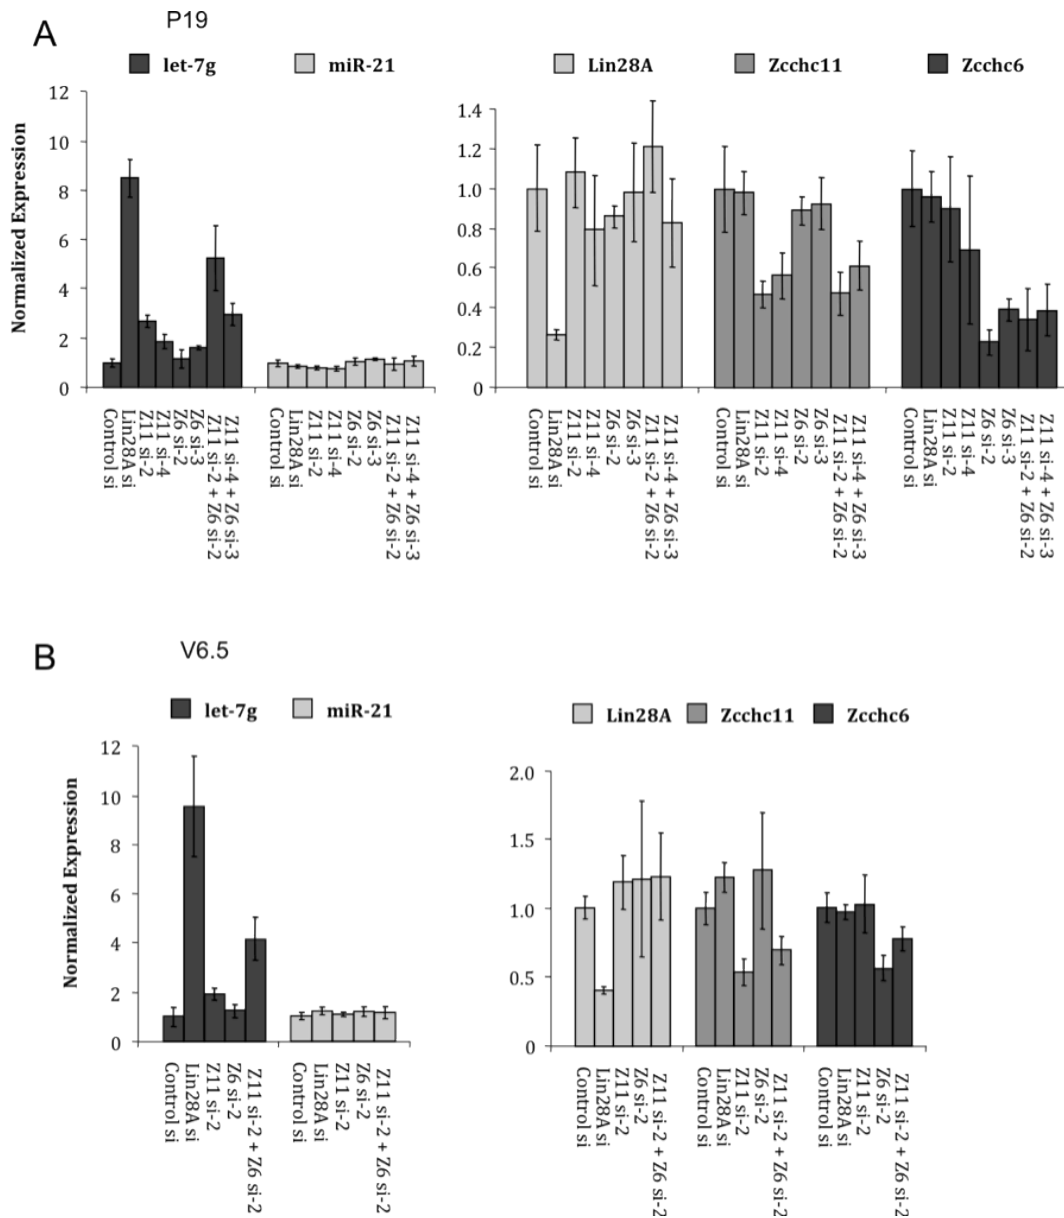 A
P19
let-7g
miR-21
Normalized Expression
12
10
8
6
4
2
0
Control si
Lin28A si
Z11 si-2
Z11 si-4
Z6 si-2
Z6 si-3
Z11 si-2 + Z6 si-2
Z11 si-4 + Z6 si-3
Control si
Lin28A si
Z11 si-2
Z11 si-4
Z6 si-2
Z6 si-3
Z11 si-2 + Z6 si-2
Z11 si-4 + Z6 si-3
Lin28A
Zcchc11
Zcchc6
1.4
1.2
1.0
0.8
0.6
0.4
0.2
0
Control si
Lin28A si
Z11 si-2
Z11 si-4
Z6 si-2
Z6 si-3
Z11 si-2 + Z6 si-2
Z11 si-4 + Z6 si-3
Control si
Lin28A si
Z11 si-2
Z11 si-4
Z6 si-2
Z6 si-3
Z11 si-2 + Z6 si-2
Z11 si-4 + Z6 si-3
Control si
Lin28A si
Z11 si-2
Z11 si-4
Z6 si-2
Z6 si-3
Z11 si-2 + Z6 si-2
Z11 si-4 + Z6 si-3
B
V6.5
let-7g
miR-21
Normalized Expression
12
10
8
6
4
2
0
Control si
Lin28A si
Z11 si-2
Z6 si-2
Z11 si-2 + Z6 si-2
Control si
Lin28A si
Z11 si-2
Z6 si-2
Z11 si-2 + Z6 si-2
Lin28A
Zcchc11
Zcchc6
2.0
1.5
1.0
0.5
0
Control si
Lin28A si
Z11 si-2
Z6 si-2
Z11 si-2 + Z6 si-2
Control si
Lin28A si
Z11 si-2
Z6 si-2
Z11 si-2 + Z6 si-2
Control si
Lin28A si
Z11 si-2
Z6 si-2
Z11 si-2 + Z6 si-2